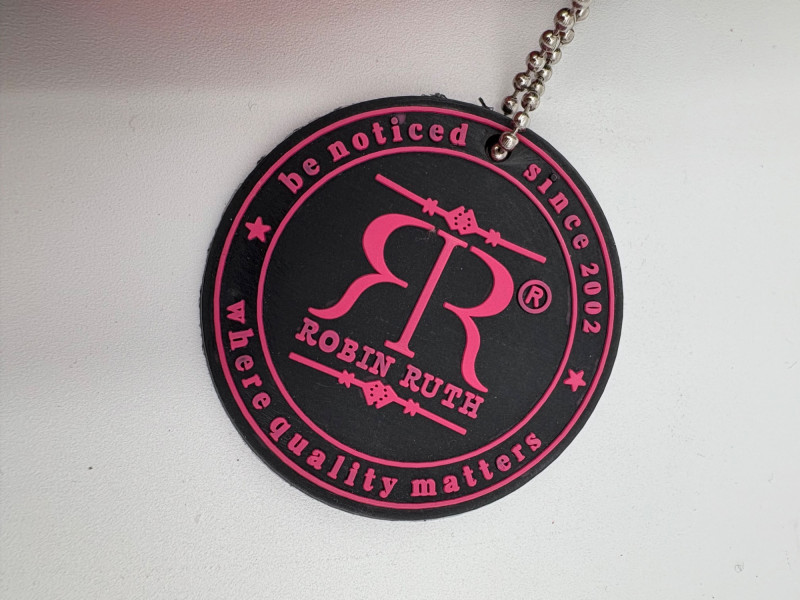 be noticed since 2002
RR®
ROBIN RUTH
where quality matters